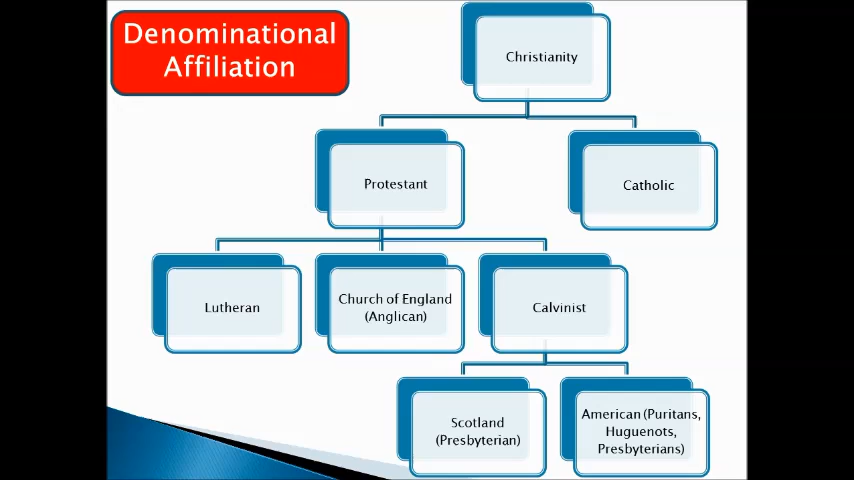 Denominational
Affiliation
Christianity
Protestant
Catholic
Lutheran
Church of England
(Anglican)
Calvinist
Scotland
(Presbyterian)
American (Puritans,
Huguenots,
Presbyterians)